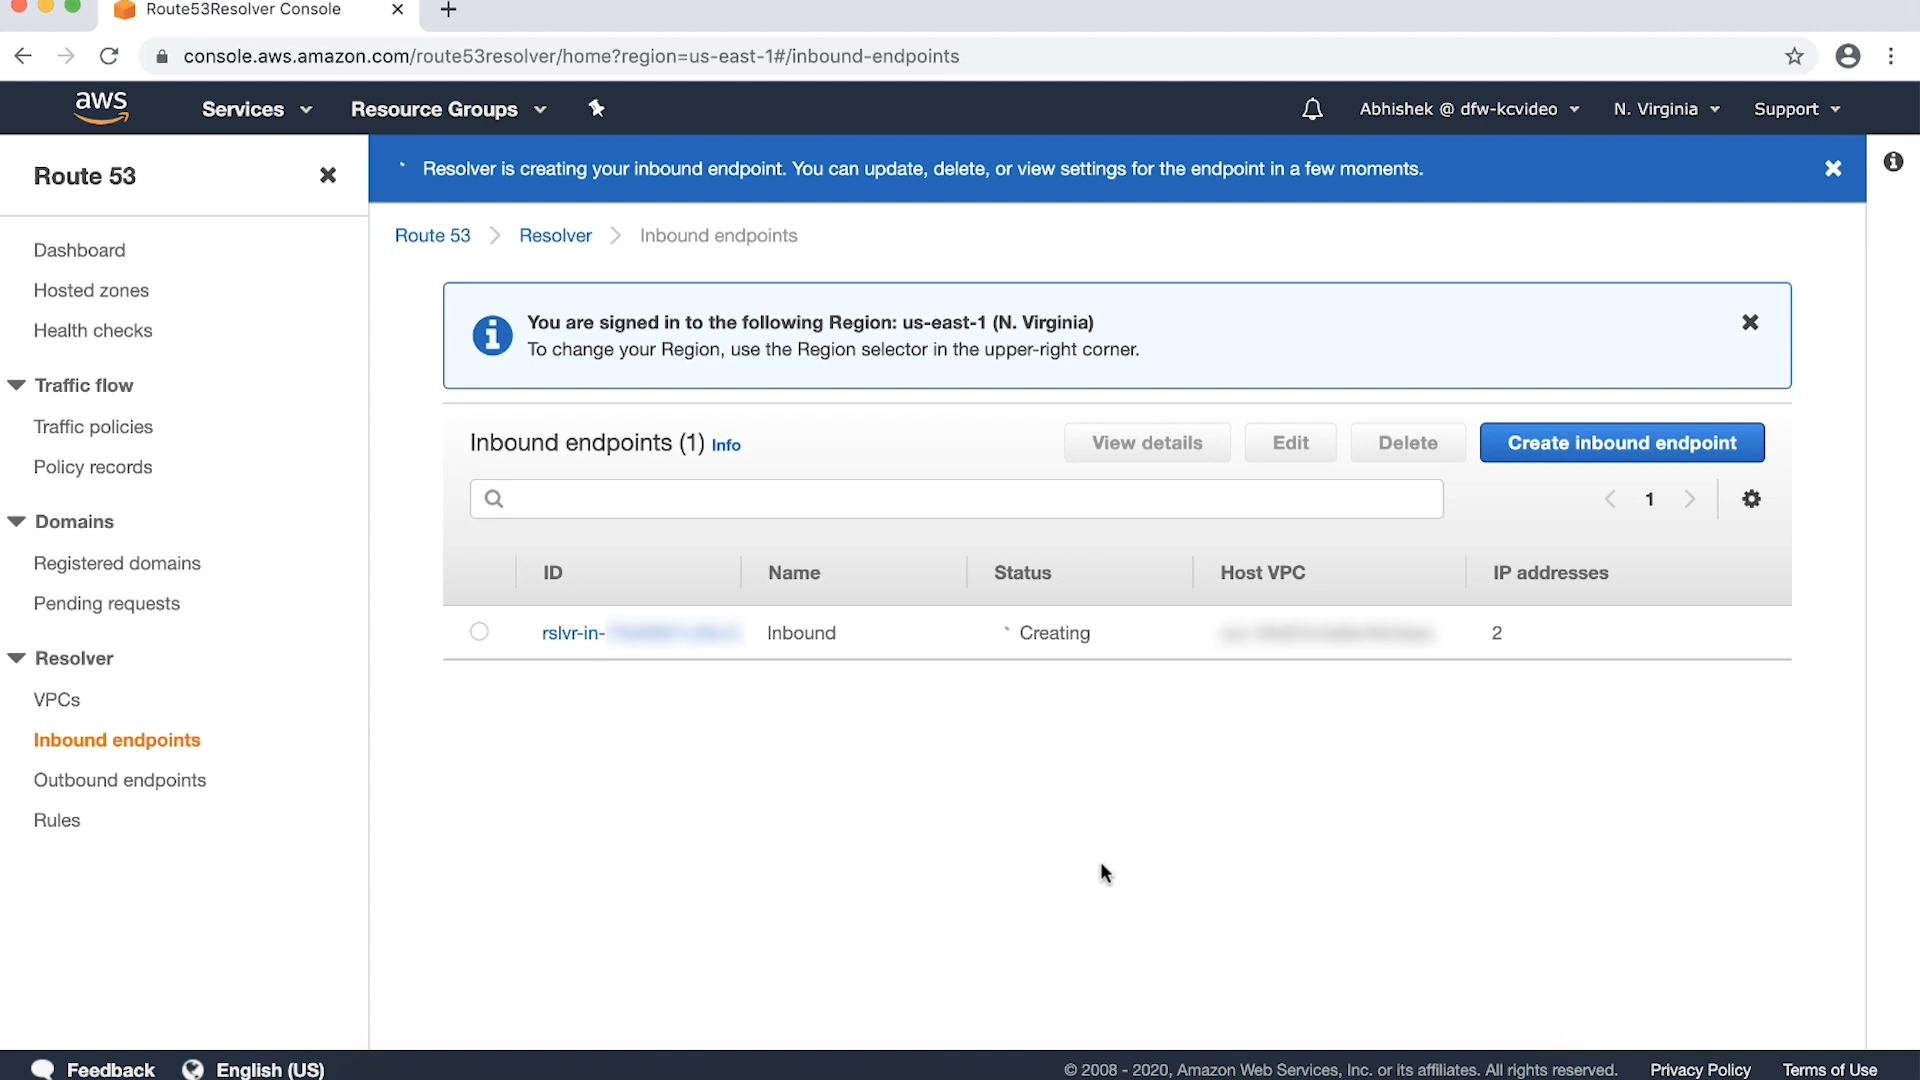 Route53Resolver Console
console.aws.amazon.com/route53resolver/home?region=us-east-1#/inbound-endpoints
aws Services Resource Groups Abhishek @ dfw-kcvideo N. Virginia Support
Route 53
Resolver is creating your inbound endpoint. You can update, delete, or view settings for the endpoint in a few moments.
Route 53 Resolver Inbound endpoints
Dashboard
Hosted zones
Health checks
Traffic flow
Traffic policies
Policy records
Domains
Registered domains
Pending requests
Resolver
VPCs
Inbound endpoints
Outbound endpoints
Rules
You are signed in to the following Region: us-east-1 (N. Virginia)
To change your Region, use the Region selector in the upper-right corner.
Inbound endpoints (1) Info View details Edit Delete Create inbound endpoint
1
ID Name Status Host VPC IP addresses
rslvr-in- Inbound Creating 2
Feedback English (US) © 2008 - 2020, Amazon Web Services, Inc. or its affiliates. All rights reserved. Privacy Policy Terms of Use